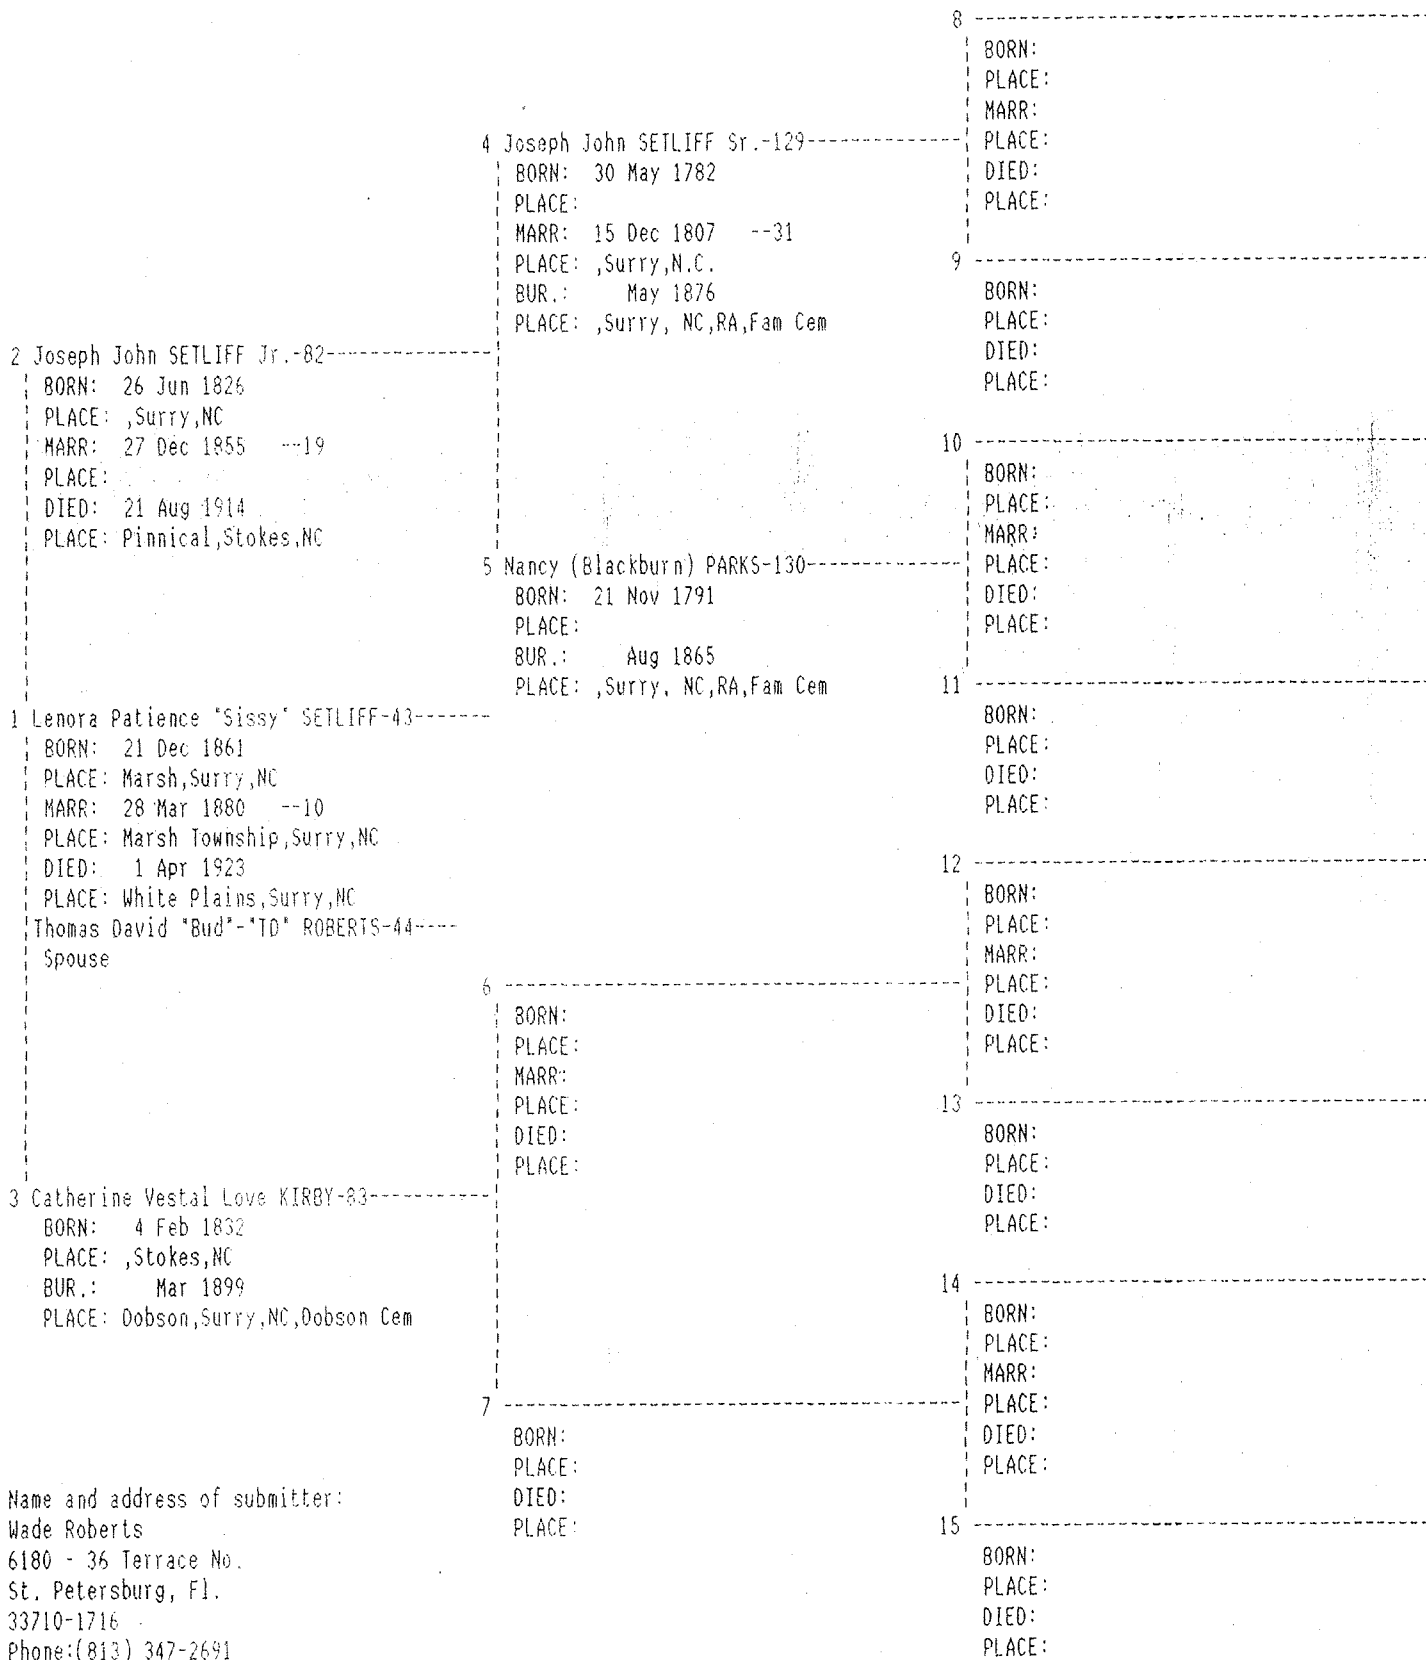 2 Joseph John SETLIFF Jr.-82
BORN: 26 Jun 1826
PLACE: ,Surry,NC
MARR: 27 Dec 1855 --19
PLACE:
DIED: 21 Aug 1914
PLACE: Pinnical,Stokes,NC
1 Lenora Patience "Sissy" SETLIFF-43
BORN: 21 Dec 1861
PLACE: Marsh,Surry,NC
MARR: 28 Mar 1880 --10
PLACE: Marsh Township,Surry,NC
DIED: 1 Apr 1923
PLACE: White Plains,Surry,NC
Thomas David "Bud"-"TD" ROBERTS-44
Spouse
3 Catherine Vestal Love KIRBY-83
BORN: 4 Feb 1832
PLACE: ,Stokes,NC
BUR.: Mar 1899
PLACE: Dobson,Surry,NC,Dobson Cem
Name and address of submitter:
Wade Roberts
6180 - 36 Terrace No.
St. Petersburg, Fl.
33710-1716
Phone:(813) 347-2691
4 Joseph John SETLIFF Sr.-129
BORN: 30 May 1782
PLACE:
MARR: 15 Dec 1807 --31
PLACE: ,Surry,N.C.
BUR.: May 1876
PLACE: ,Surry, NC,RA,Fam Cem
5 Nancy (Blackburn) PARKS-130
BORN: 21 Nov 1791
PLACE:
BUR.: Aug 1865
PLACE: ,Surry, NC,RA,Fam Cem
6
BORN:
PLACE:
MARR:
PLACE:
DIED:
PLACE:
7
BORN:
PLACE:
DIED:
PLACE:
8
BORN:
PLACE:
MARR:
PLACE:
DIED:
PLACE:
9
BORN:
PLACE:
DIED:
PLACE:
10
BORN:
PLACE:
MARR:
PLACE:
DIED:
PLACE:
11
BORN:
PLACE:
DIED:
PLACE:
12
BORN:
PLACE:
MARR:
PLACE:
DIED:
PLACE:
13
BORN:
PLACE:
DIED:
PLACE:
14
BORN:
PLACE:
MARR:
PLACE:
DIED:
PLACE:
15
BORN:
PLACE:
DIED:
PLACE: